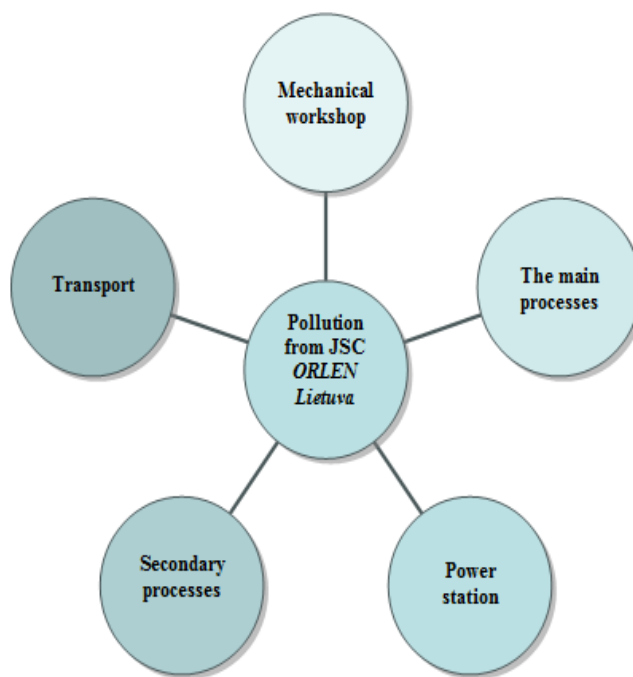 Mechanical
workshop
Transport
The main
processes
Pollution
from JSC
ORLEN
Lietuva
Secondary
processes
Power
station